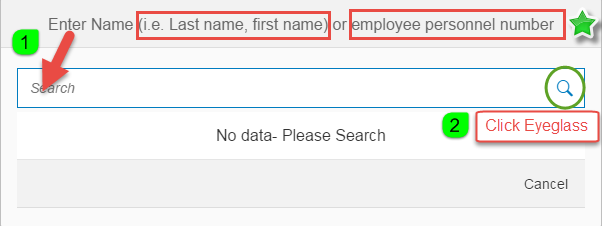 Enter Name (i.e. Last name, first name) or employee personnel number
1
Search
No data- Please Search
2 Click Eyeglass
Cancel